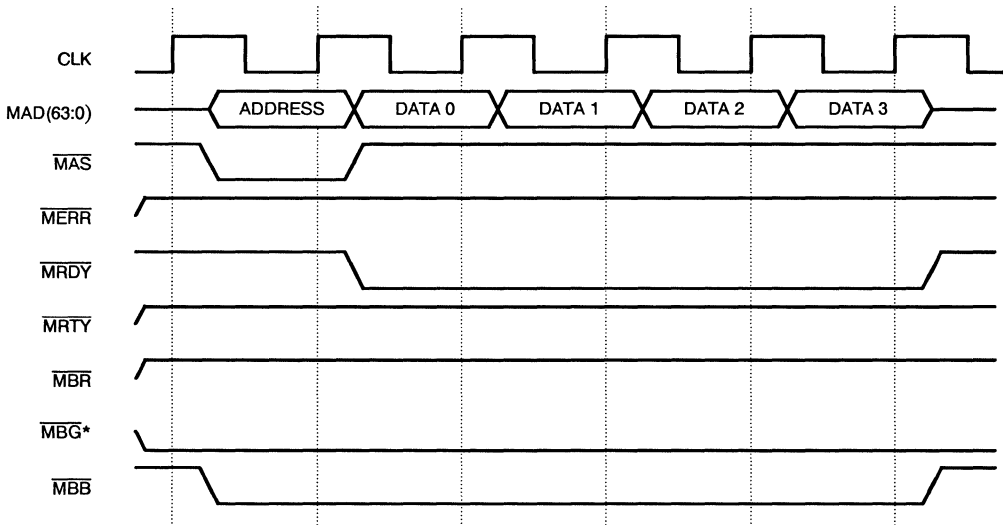 CLK
MAD(63:0)
ADDRESS DATA 0 DATA 1 DATA 2 DATA 3
MAS
MERR
MRDY
MRTY
MBR
MBG*
MBB